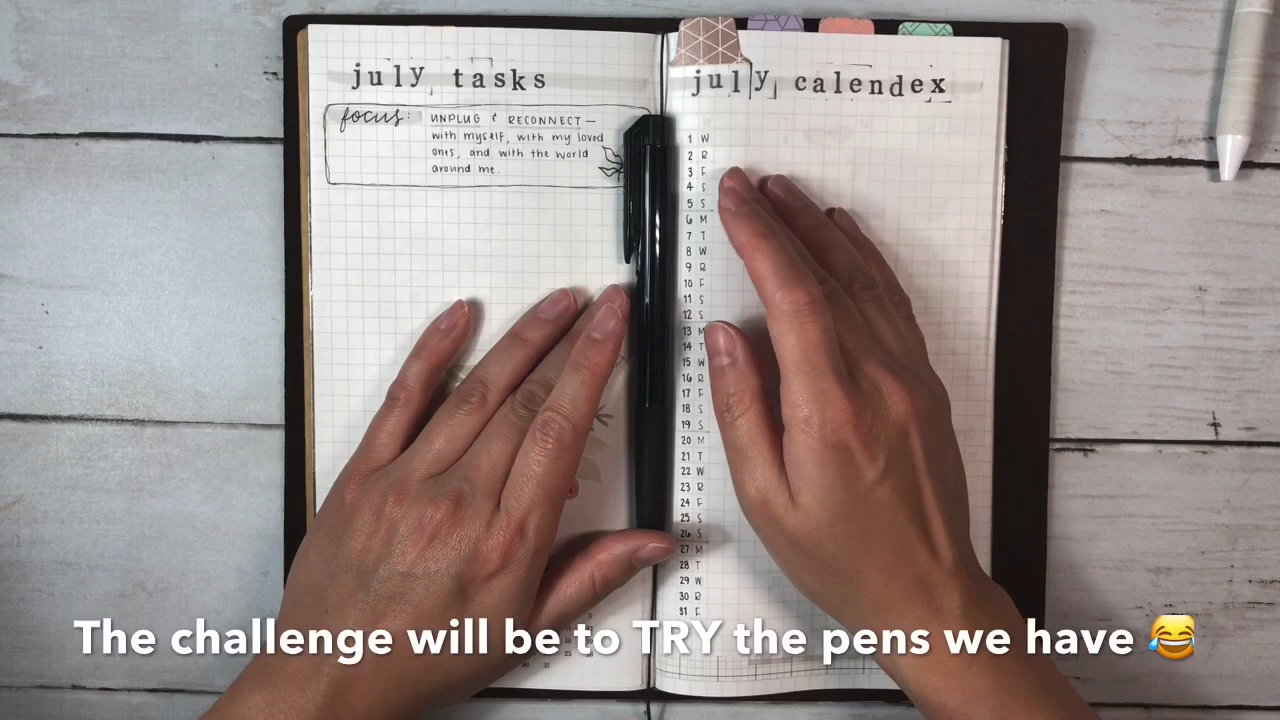 july tasks
focus:
UNPLUG & RECONNECT —
with myself, with my loved
ones, and with the world
around me.
july calendex
1 W
2 R
3 F
4 S
5 S
6 M
7 T
8 W
9 R
10 F
11 S
12 S
13 M
14 T
15 W
16 R
17 F
18 S
19 S
20 M
21 T
22 W
23 R
24 F
25 S
26 S
27 M
28 T
29 W
30 R
31 F
The challenge will be to TRY the pens we have 😂